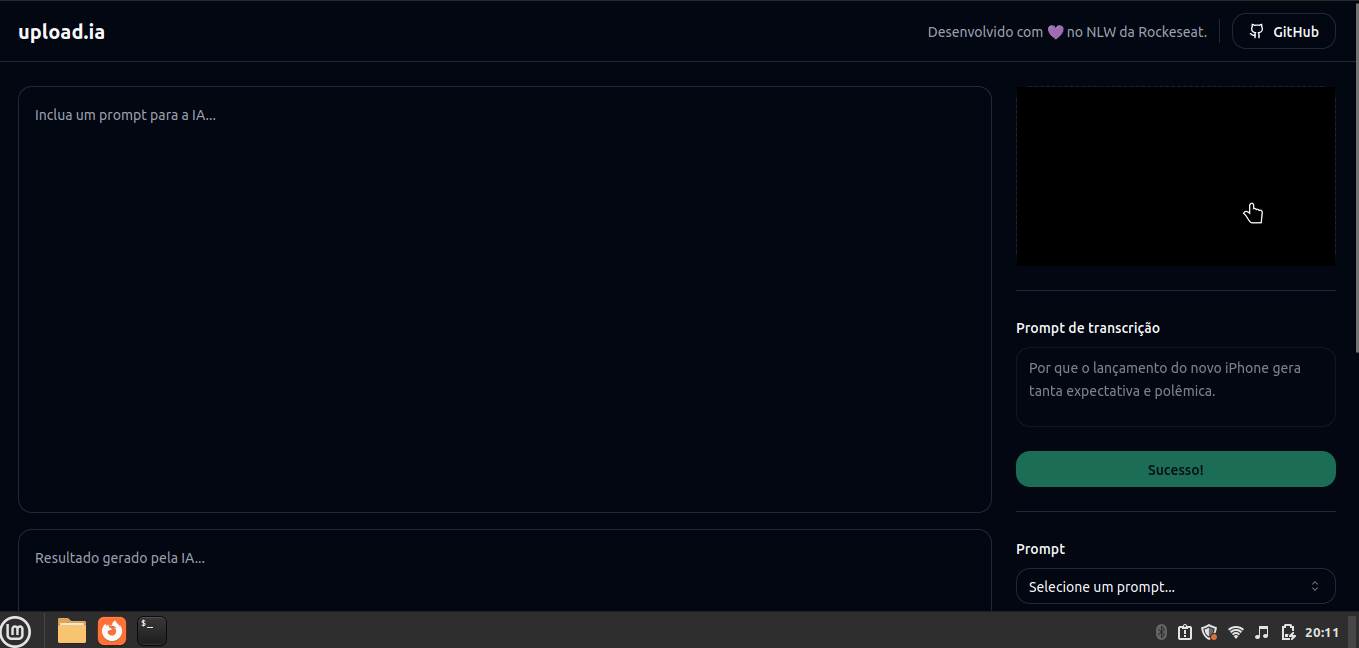 upload.ia
Desenvolvido com 💜 no NLW da Rockeseat.
GitHub
Inclua um prompt para a IA...
Prompt de transcrição
Por que o lançamento do novo iPhone gera
tanta expectativa e polêmica.
Sucesso!
Resultado gerado pela IA...
Prompt
Selecione um prompt...
$_
20:11